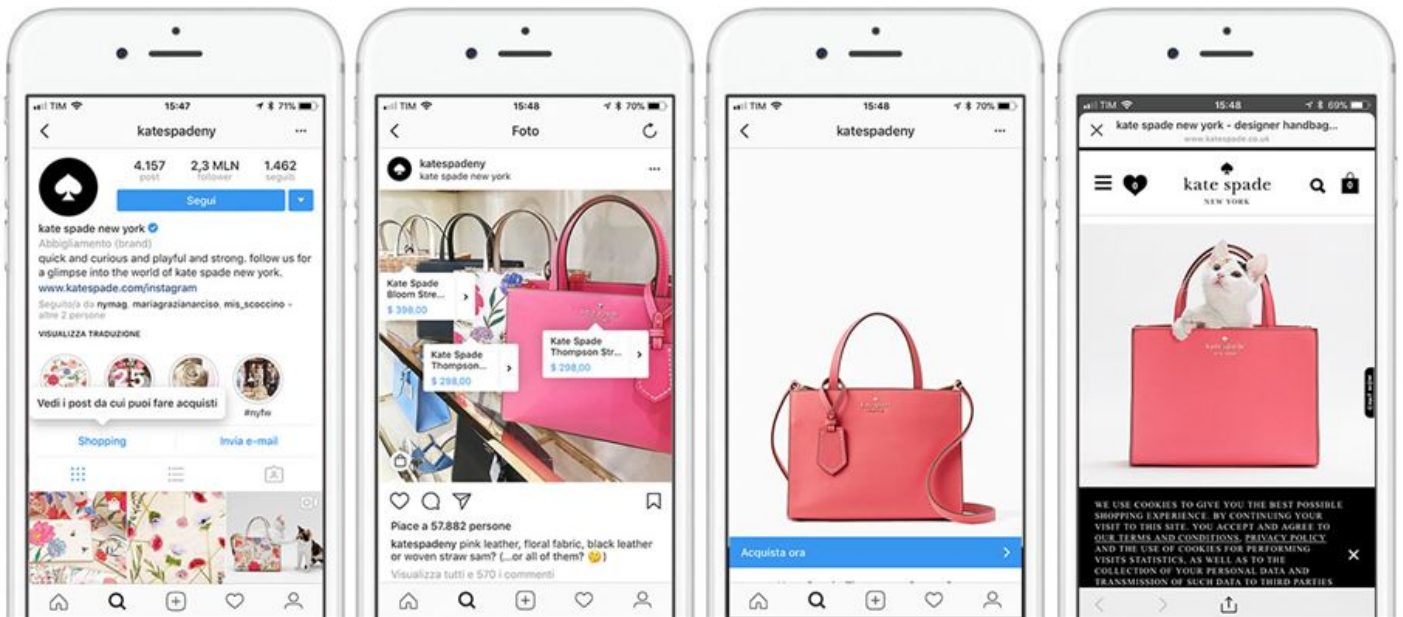 TIM 15:47 71%
katespadeny
4.157 2,3 MLN 1.462
post follower seguiti
Segui
kate spade new york
Abbigliamento (brand)
quick and curious and playful and strong. follow us for
a glimpse into the world of kate spade new york.
www.katespade.com/instagram
Seguito/a da nymag, mariagrazianarciso, mis_scoccino e
altre 2 persone
VISUALIZZA TRADUZIONE
Vedi i post da cui puoi fare acquisti
#nyfw
Shopping Invia e-mail
TIM 15:48 70%
Foto
katespadeny
kate spade new york
Kate Spade
Bloom Stre...
$ 398,00
Kate Spade
Thompson...
$ 298,00
Kate Spade
Thompson Str...
$ 298,00
Piace a 57.882 persone
katespadeny pink leather, floral fabric, black leather
or woven straw sam? (...or all of them? 🤔)
Visualizza tutti e 570 i commenti
TIM 15:48 70%
katespadeny
Acquista ora
TIM 15:48 69%
kate spade new york - designer handbag...
www.katespade.co.uk
0 kate spade 0
NEW YORK
kate spade
CHAT NOW
WE USE COOKIES TO GIVE YOU THE BEST POSSIBLE
SHOPPING EXPERIENCE. BY CONTINUING YOUR
VISIT TO THIS SITE. YOU ACCEPT AND AGREE TO
OUR TERMS AND CONDITIONS, PRIVACY POLICY
AND THE USE OF COOKIES FOR PERFORMING
VISITS STATISTICS, AS WELL AS TO THE
COLLECTION OF YOUR PERSONAL DATA AND
TRANSMISSION OF SUCH DATA TO THIRD PARTIES